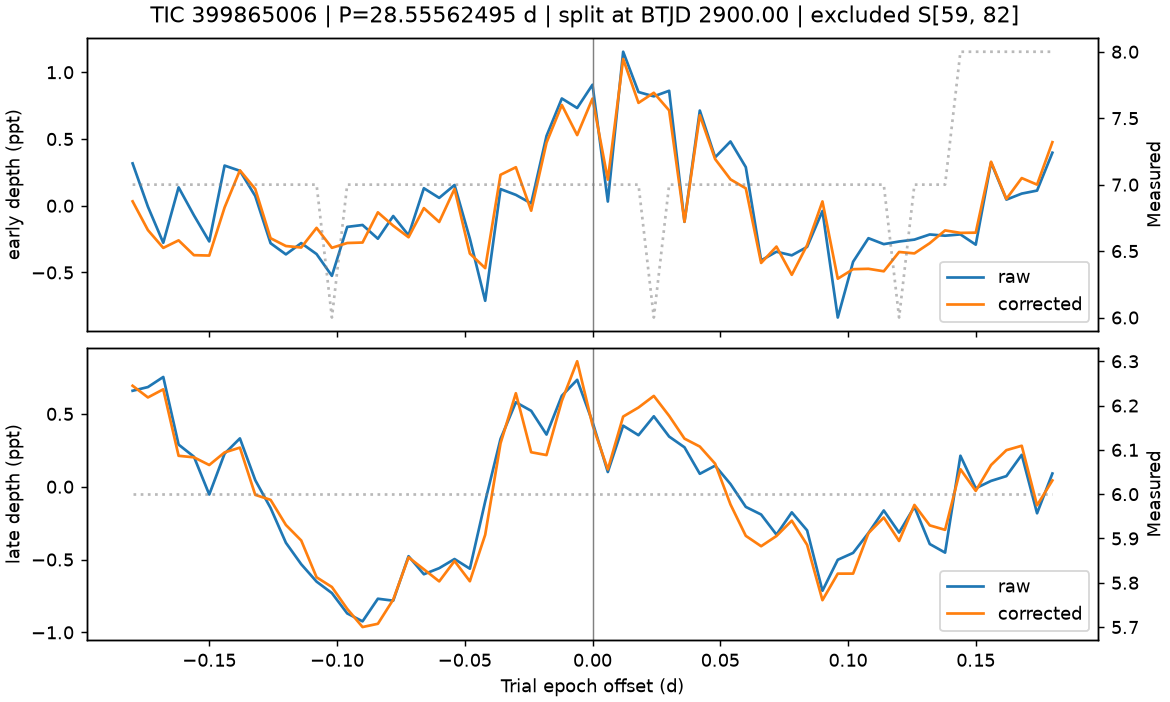 TIC 399865006 | P=28.55562495 d | split at BTJD 2900.00 | excluded S[59, 82]
early depth (ppt)
1.0
0.5
0.0
−0.5
8.0
7.5
7.0
6.5
6.0
Measured
raw
corrected
late depth (ppt)
0.5
0.0
−0.5
−1.0
6.3
6.2
6.1
6.0
5.9
5.8
5.7
Measured
raw
corrected
−0.15
−0.10
−0.05
0.00
0.05
0.10
0.15
Trial epoch offset (d)